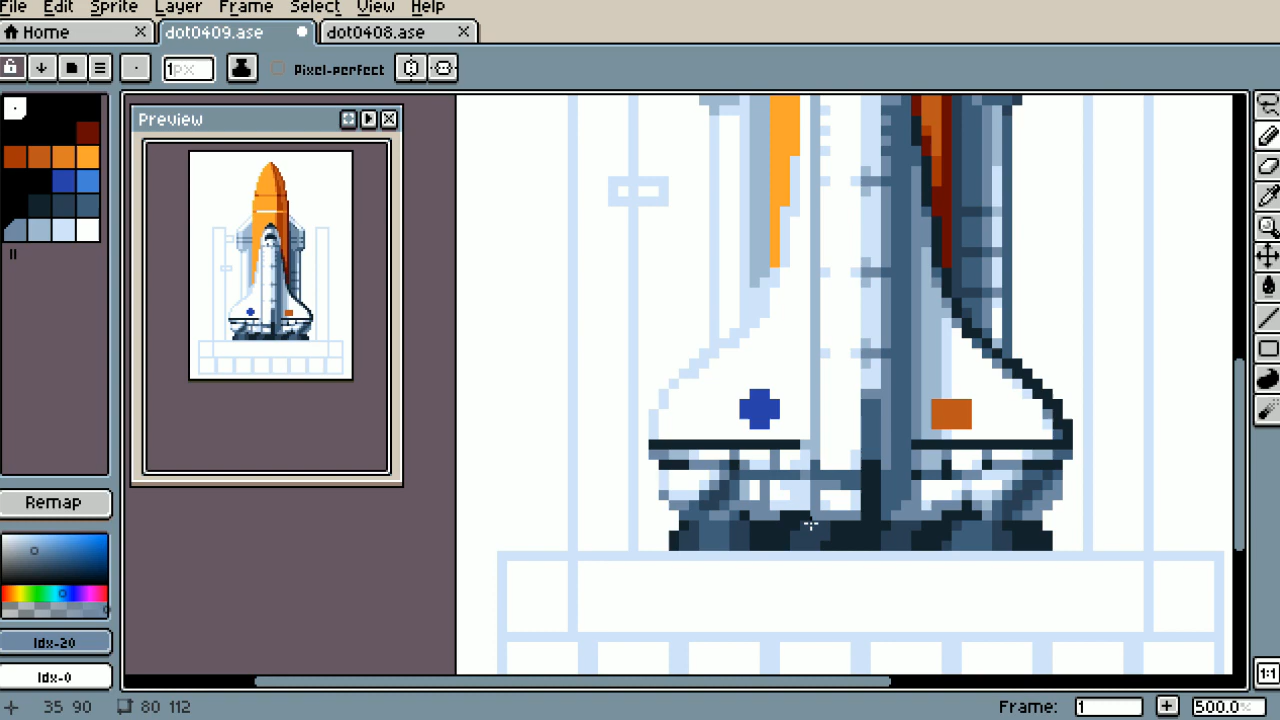 File Edit Sprite Layer Frame Select View Help
Home dot0409.ase dot0408.ase
1px Pixel-perfect
Preview
Remap
Idx-20
Idx-0
35 90 80 112 Frame: 1 500.0%
1:1